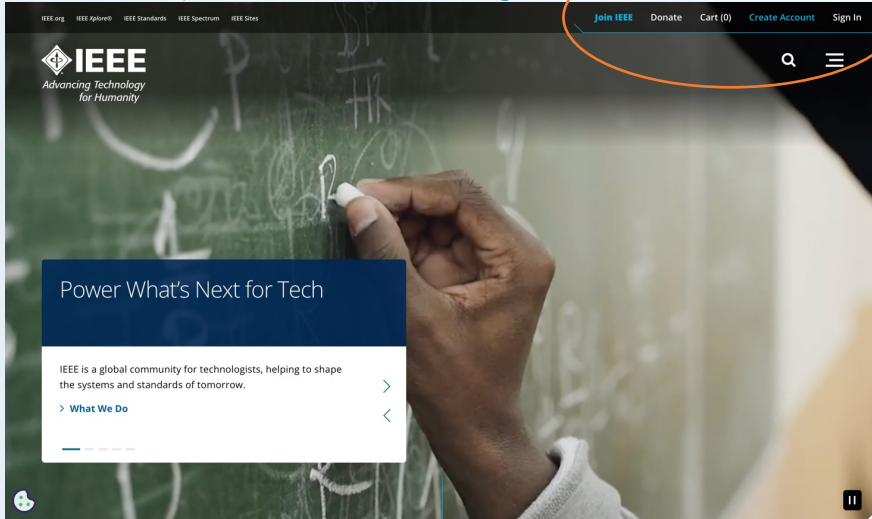 IEEE.org IEEE Xplore® IEEE Standards IEEE Spectrum IEEE Sites Join IEEE Donate Cart (0) Create Account Sign In
IEEE
Advancing Technology
for Humanity
Power What's Next for Tech
IEEE is a global community for technologists, helping to shape
the systems and standards of tomorrow.
> What We Do